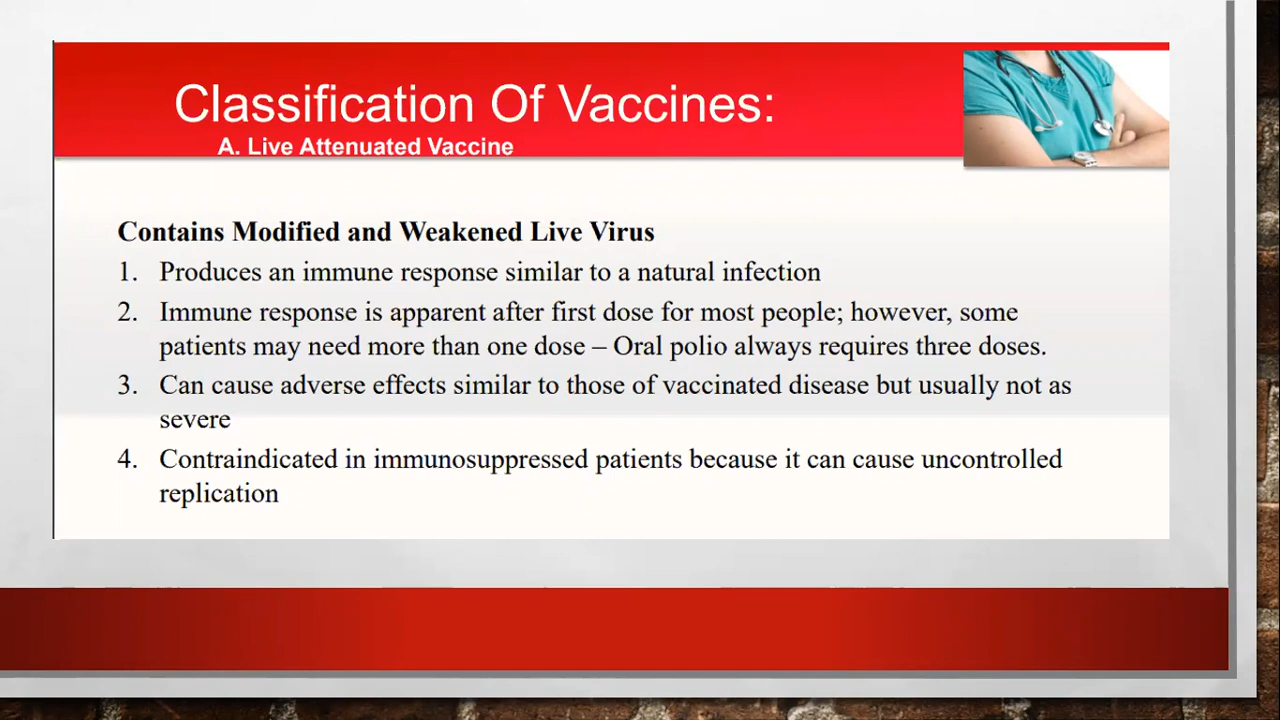 Classification Of Vaccines:
A. Live Attenuated Vaccine
Contains Modified and Weakened Live Virus
1. Produces an immune response similar to a natural infection
2. Immune response is apparent after first dose for most people; however, some
patients may need more than one dose – Oral polio always requires three doses.
3. Can cause adverse effects similar to those of vaccinated disease but usually not as
severe
4. Contraindicated in immunosuppressed patients because it can cause uncontrolled
replication